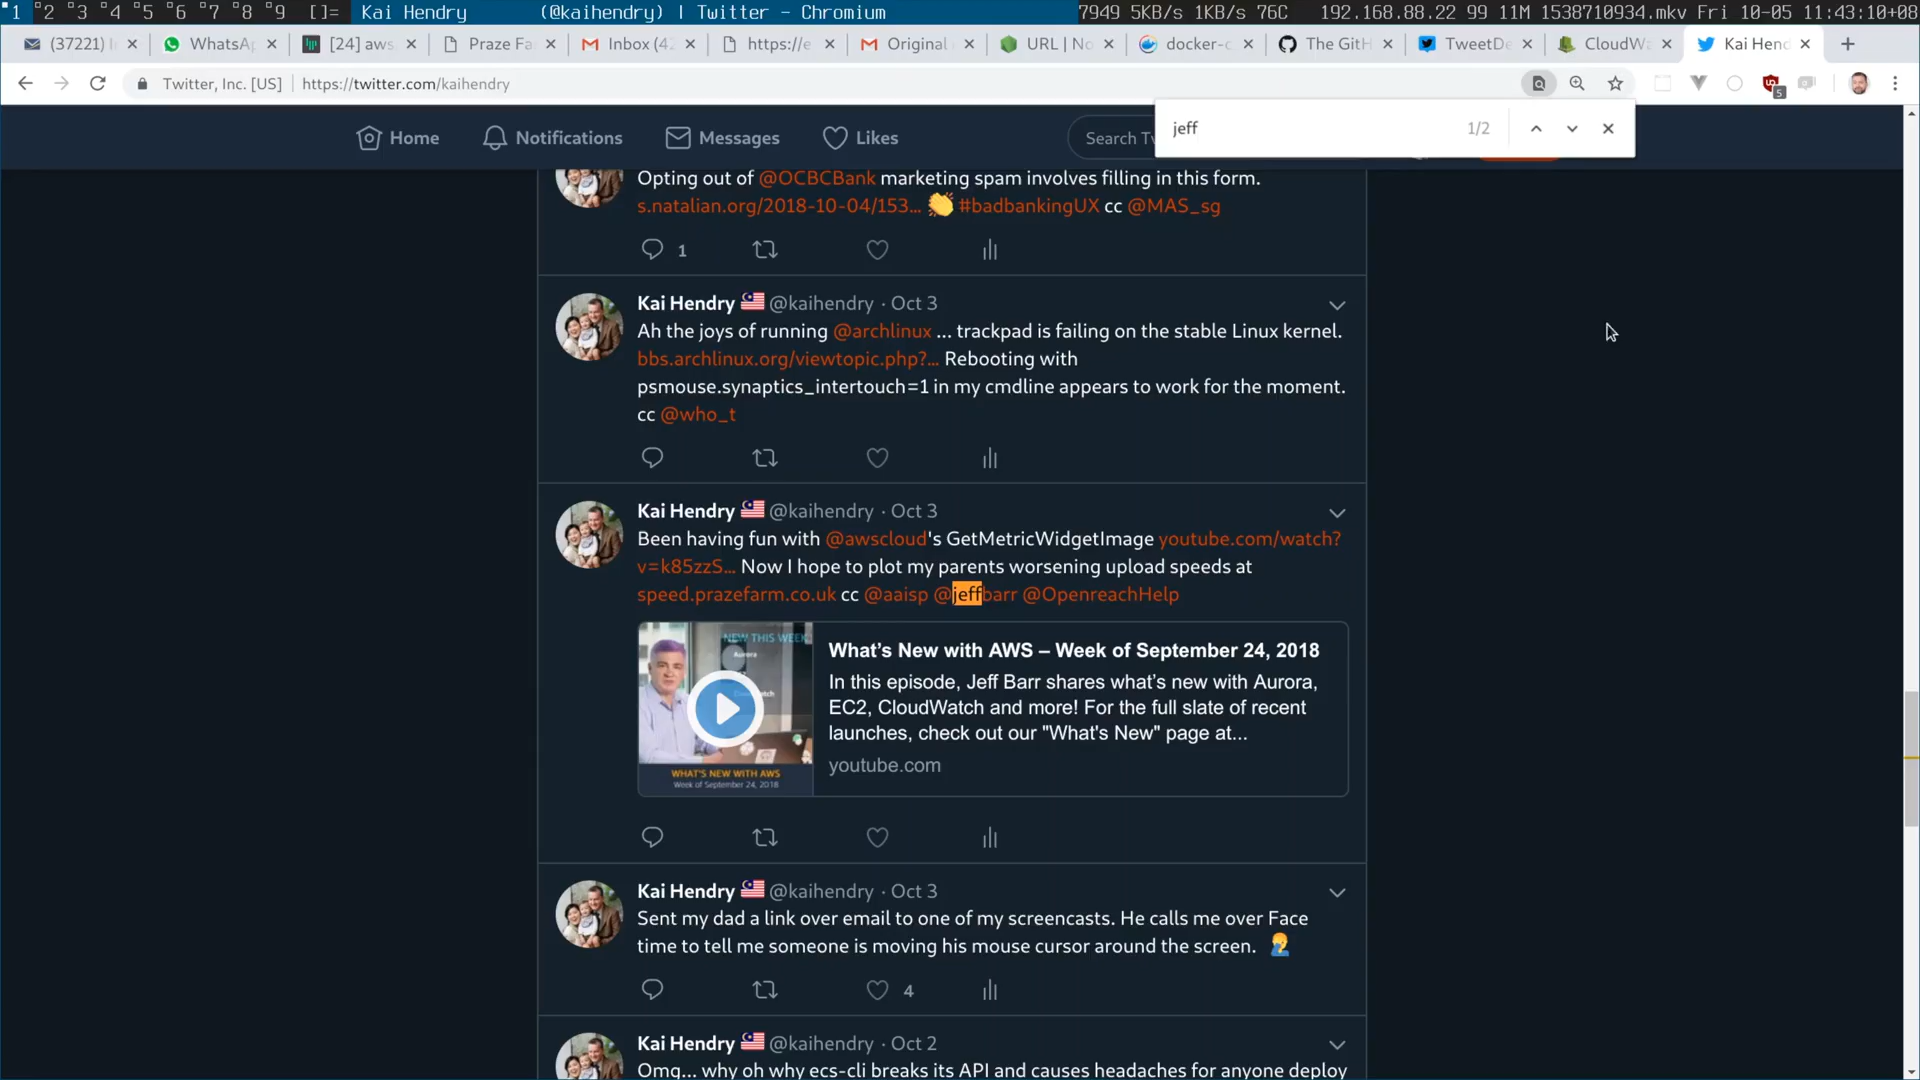 1 2 3 4 5 6 7 8 9 []= Kai Hendry (@kaihendry) | Twitter - Chromium 7949 5KB/s 1KB/s 76C 192.168.88.22 99 11M 1538710934.mkv Fri 10-05 11:43:10+08
(37221) WhatsAp [24] aws Praze Fa Inbox (42 https://e Original URL | No docker-c The GitH TweetDe CloudWa Kai Hend
Twitter, Inc. [US] https://twitter.com/kaihendry 5
jeff 1/2
Home Notifications Messages Likes Search Tw
Opting out of @OCBCBank marketing spam involves filling in this form.
s.natalian.org/2018-10-04/153… 👏 #badbankingUX cc @MAS_sg
1
Kai Hendry 🇲🇾 @kaihendry · Oct 3
Ah the joys of running @archlinux ... trackpad is failing on the stable Linux kernel.
bbs.archlinux.org/viewtopic.php?… Rebooting with
psmouse.synaptics_intertouch=1 in my cmdline appears to work for the moment.
cc @who_t
Kai Hendry 🇲🇾 @kaihendry · Oct 3
Been having fun with @awscloud's GetMetricWidgetImage youtube.com/watch?
v=k85zzS… Now I hope to plot my parents worsening upload speeds at
speed.prazefarm.co.uk cc @aaisp @jeffbarr @OpenreachHelp
NEW THIS WEEK
Aurora
WHAT'S NEW WITH AWS
Week of September 24, 2018
What's New with AWS – Week of September 24, 2018
In this episode, Jeff Barr shares what's new with Aurora,
EC2, CloudWatch and more! For the full slate of recent
launches, check out our "What's New" page at...
youtube.com
Kai Hendry 🇲🇾 @kaihendry · Oct 3
Sent my dad a link over email to one of my screencasts. He calls me over Face
time to tell me someone is moving his mouse cursor around the screen. 🤦‍♂️
4
Kai Hendry 🇲🇾 @kaihendry · Oct 2
Omg... why oh why ecs-cli breaks its API and causes headaches for anyone deploy